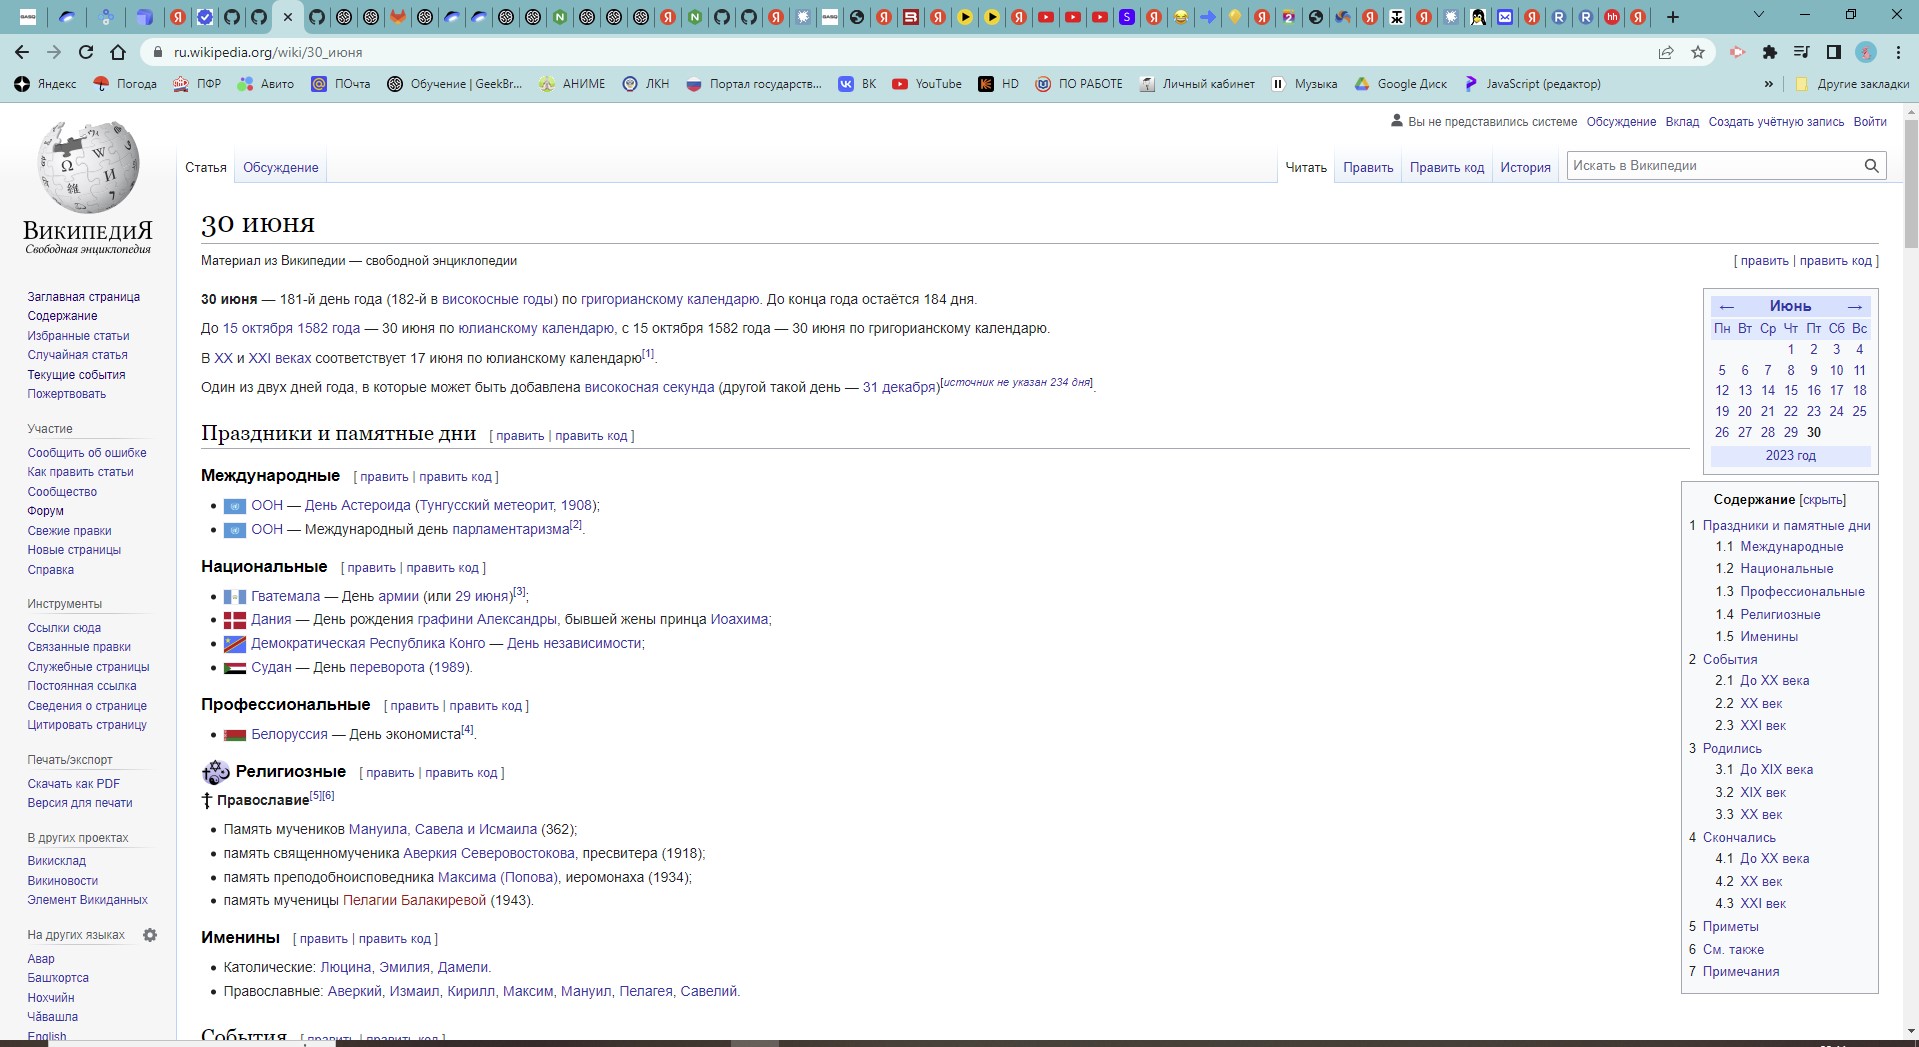 ru.wikipedia.org/wiki/30_июня
Яндекс Погода ПФР Авито ПОчта Обучение | GeekBr... АНИМЕ ЛКН Портал государств... ВК YouTube HD ПО РАБОТЕ Личный кабинет Музыка Google Диск JavaScript (редактор) » Другие закладки
Вы не представились системе Обсуждение Вклад Создать учётную запись Войти
Статья Обсуждение Читать Править Править код История Искать в Википедии
ВИКИПЕДИЯ
Свободная энциклопедия
Заглавная страница
Содержание
Избранные статьи
Случайная статья
Текущие события
Пожертвовать
Участие
Сообщить об ошибке
Как править статьи
Сообщество
Форум
Свежие правки
Новые страницы
Справка
Инструменты
Ссылки сюда
Связанные правки
Служебные страницы
Постоянная ссылка
Сведения о странице
Цитировать страницу
Печать/экспорт
Скачать как PDF
Версия для печати
В других проектах
Викисклад
Викиновости
Элемент Викиданных
На других языках
Авар
Башҡортса
Нохчийн
Чӑвашла
English
30 июня
Материал из Википедии — свободной энциклопедии
[ править | править код ]
30 июня — 181-й день года (182-й в високосные годы) по григорианскому календарю. До конца года остаётся 184 дня.
До 15 октября 1582 года — 30 июня по юлианскому календарю, с 15 октября 1582 года — 30 июня по григорианскому календарю.
В XX и XXI веках соответствует 17 июня по юлианскому календарю[1].
Один из двух дней года, в которые может быть добавлена високосная секунда (другой такой день — 31 декабря)[источник не указан 234 дня].
Праздники и памятные дни [ править | править код ]
Международные [ править | править код ]
• ООН — День Астероида (Тунгусский метеорит, 1908);
• ООН — Международный день парламентаризма[2].
Национальные [ править | править код ]
• Гватемала — День армии (или 29 июня)[3];
• Дания — День рождения графини Александры, бывшей жены принца Иоахима;
• Демократическая Республика Конго — День независимости;
• Судан — День переворота (1989).
Профессиональные [ править | править код ]
• Белоруссия — День экономиста[4].
Религиозные [ править | править код ]
Православие[5][6]
• Память мучеников Мануила, Савела и Исмаила (362);
• память священномученика Аверкия Северовостокова, пресвитера (1918);
• память преподобноисповедника Максима (Попова), иеромонаха (1934);
• память мученицы Пелагии Балакиревой (1943).
Именины [ править | править код ]
• Католические: Люцина, Эмилия, Дамели.
• Православные: Аверкий, Измаил, Кирилл, Максим, Мануил, Пелагея, Савелий.
События [ править | править код ]
← Июнь →
Пн Вт Ср Чт Пт Сб Вс
1 2 3 4
5 6 7 8 9 10 11
12 13 14 15 16 17 18
19 20 21 22 23 24 25
26 27 28 29 30
2023 год
Содержание [скрыть]
1 Праздники и памятные дни
1.1 Международные
1.2 Национальные
1.3 Профессиональные
1.4 Религиозные
1.5 Именины
2 События
2.1 До XX века
2.2 XX век
2.3 XXI век
3 Родились
3.1 До XIX века
3.2 XIX век
3.3 XX век
4 Скончались
4.1 До XX века
4.2 XX век
4.3 XXI век
5 Приметы
6 См. также
7 Примечания